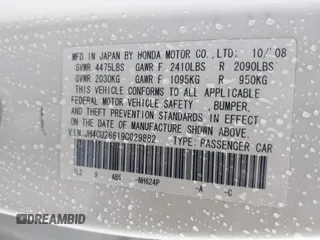 MFD. IN JAPAN BY HONDA MOTOR CO., LTD. 10/'08
GVWR 4475LBS GAWR F 2410LBS R 2090LBS
GVWR 2030KG GAWR F 1095KG R 950KG
THIS VEHICLE CONFORMS TO ALL APPLICABLE
FEDERAL MOTOR VEHICLE SAFETY, BUMPER,
AND THEFT PREVENTION STANDARDS IN EFFECT
ON THE DATE OF MANUFACTURE SHOWN ABOVE.
V.I.N. JH4CU26619C029882 TYPE: PASSENGER CAR
NH624P -A -C
AUTOBIDMASTER